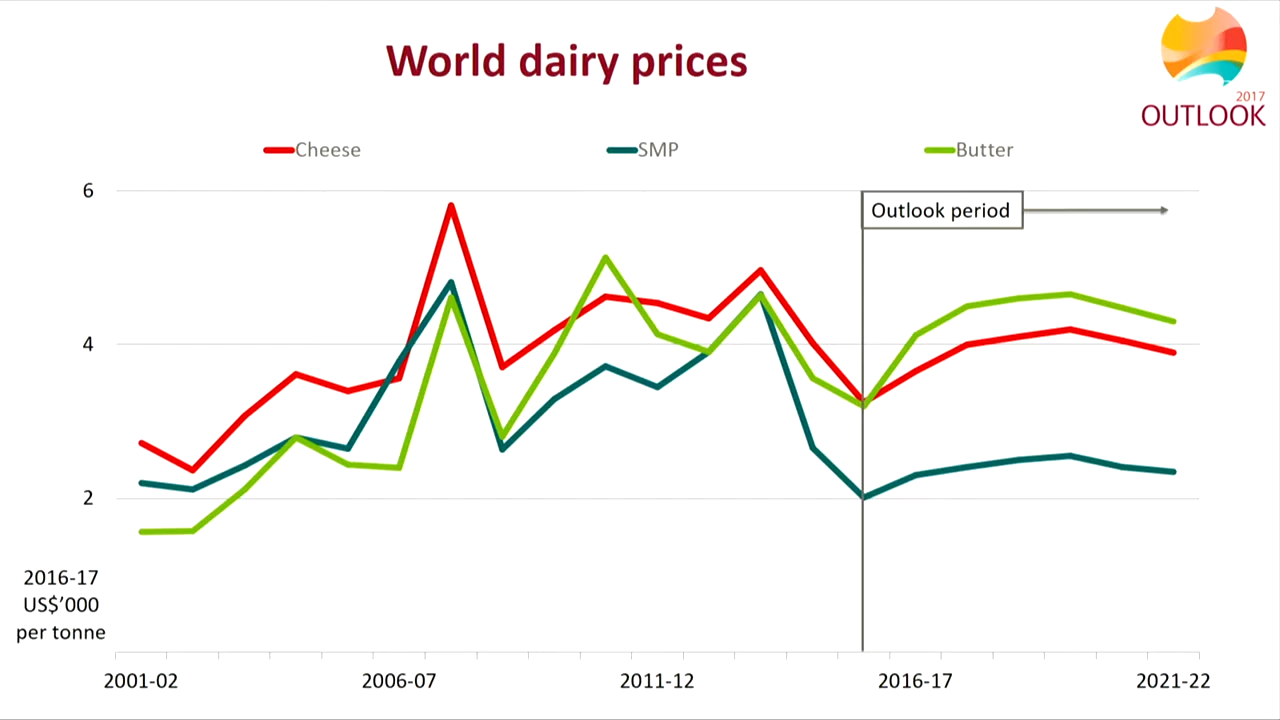 World dairy prices
2017
OUTLOOK
Cheese
SMP
Butter
6
Outlook period
4
2
2016-17
US$’000
per tonne
2001-02
2006-07
2011-12
2016-17
2021-22